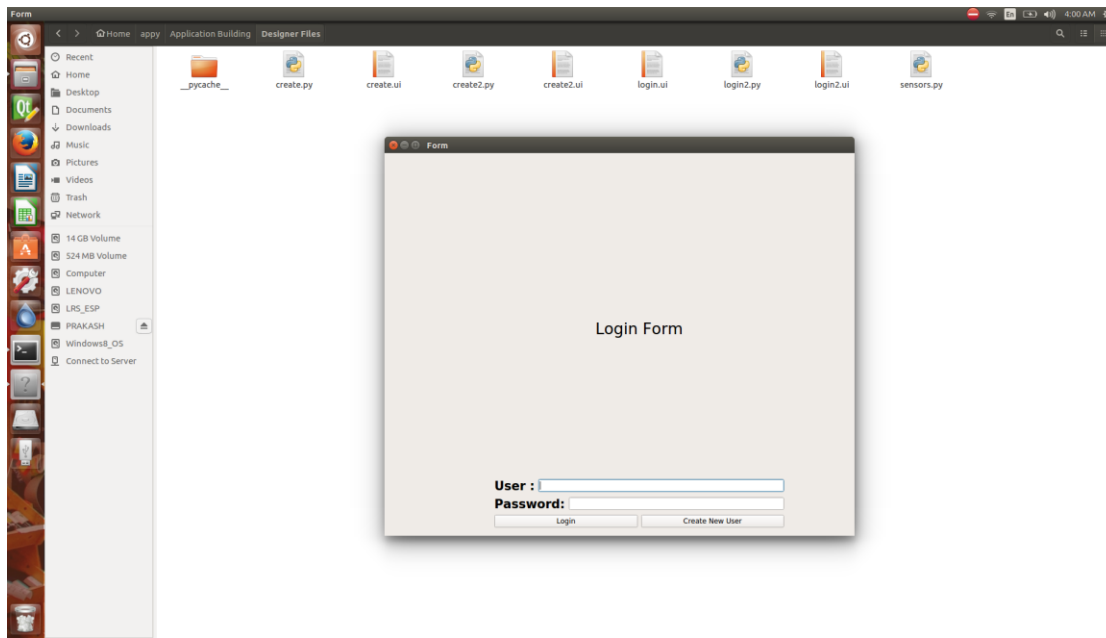 Form
En
4:00 AM
Home appy Application Building Designer Files
Recent
Home
Desktop
Documents
Downloads
Music
Pictures
Videos
Trash
Network
14 GB Volume
524 MB Volume
Computer
LENOVO
LRS_ESP
PRAKASH
Windows8_OS
Connect to Server
__pycache__ create.py create.ui create2.py create2.ui login.ui login2.py login2.ui sensors.py
Form
Login Form
User :
Password:
Login Create New User